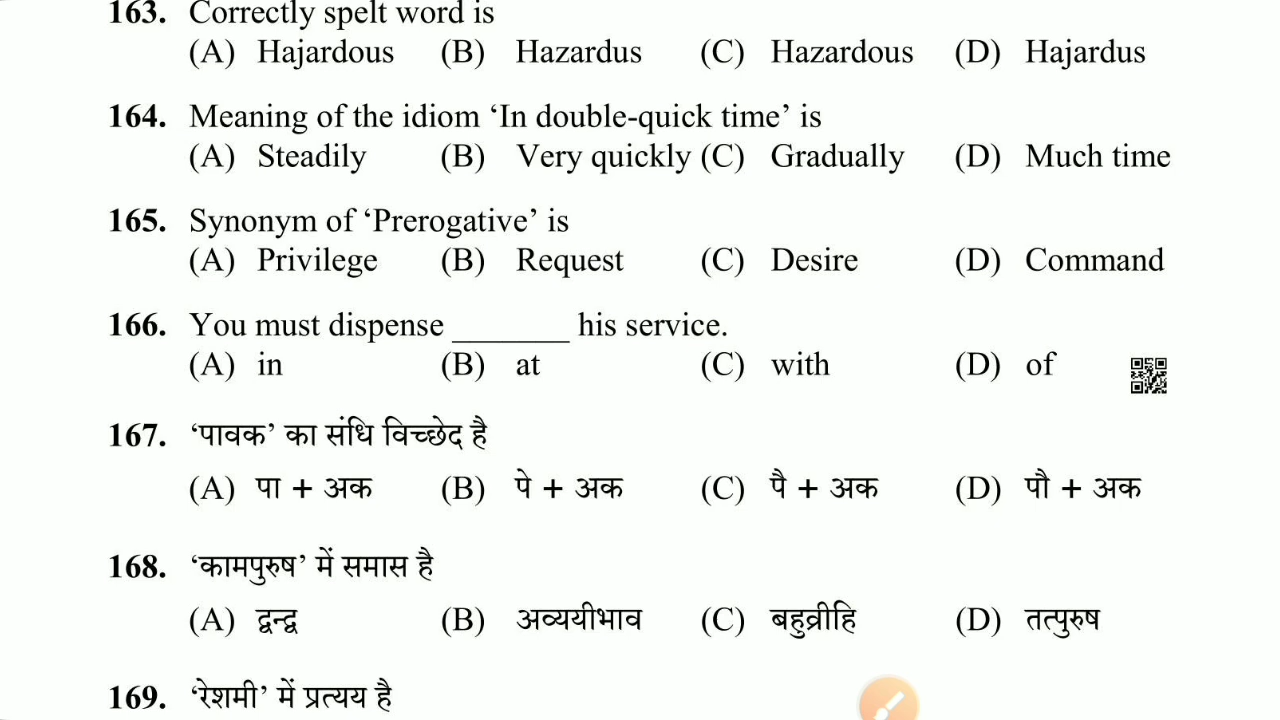 163. Correctly spelt word is
(A) Hajardous (B) Hazardus (C) Hazardous (D) Hajardus
164. Meaning of the idiom ‘In double-quick time’ is
(A) Steadily (B) Very quickly (C) Gradually (D) Much time
165. Synonym of ‘Prerogative’ is
(A) Privilege (B) Request (C) Desire (D) Command
166. You must dispense _______ his service.
(A) in (B) at (C) with (D) of
167. ‘पावक’ का संधि विच्छेद है
(A) पा + अक (B) पे + अक (C) पै + अक (D) पौ + अक
168. ‘कामपुरुष’ में समास है
(A) द्वन्द्व (B) अव्ययीभाव (C) बहुव्रीहि (D) तत्पुरुष
169. ‘रेशमी’ में प्रत्यय है